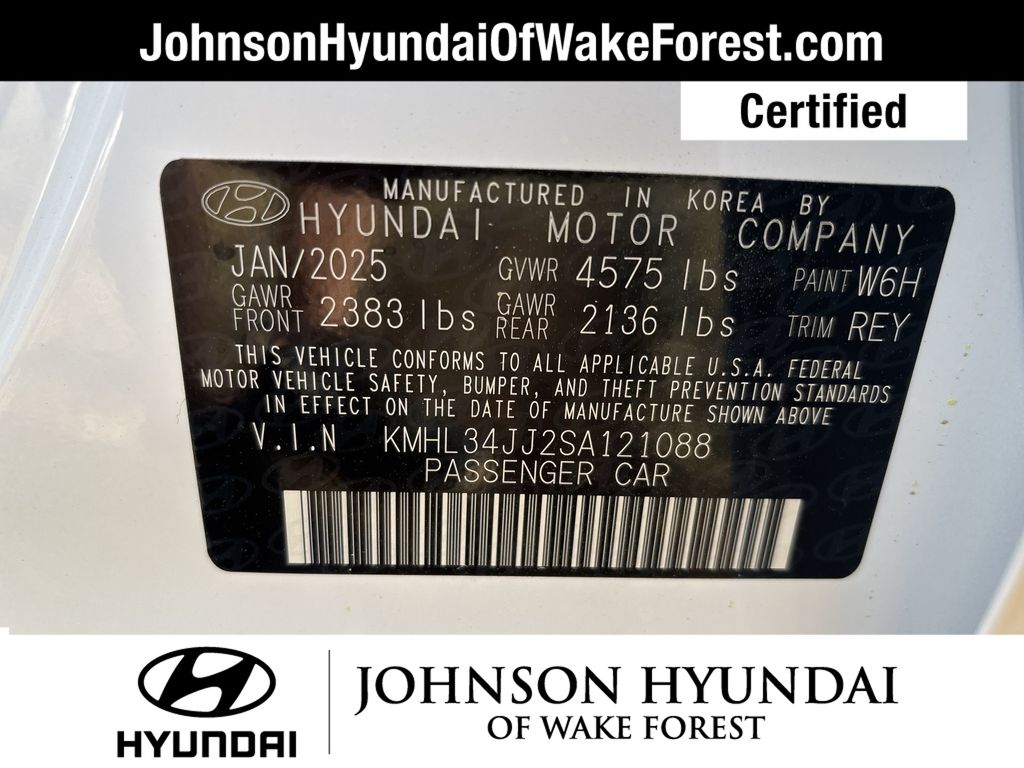 JohnsonHyundaiOfWakeForest.com
Certified
MANUFACTURED IN KOREA BY
HYUNDAI MOTOR COMPANY
JAN/2025 GVWR 4575 lbs PAINT W6H
GAWR FRONT 2383 lbs GAWR REAR 2136 lbs TRIM REY
THIS VEHICLE CONFORMS TO ALL APPLICABLE U.S.A. FEDERAL
MOTOR VEHICLE SAFETY, BUMPER, AND THEFT PREVENTION STANDARDS
IN EFFECT ON THE DATE OF MANUFACTURE SHOWN ABOVE
V.I.N KMHL34JJ2SA121088
PASSENGER CAR
HYUNDAI
JOHNSON HYUNDAI
OF WAKE FOREST